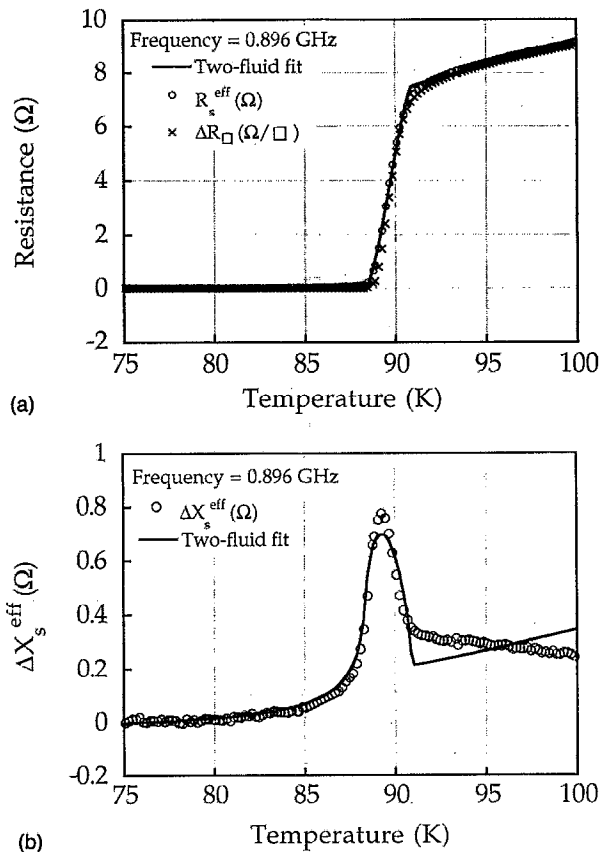 10
Frequency = 0.896 GHz
Two-fluid fit
R_s^eff (Ω)
ΔR_□ (Ω/□)
8
6
4
2
0
-2
75 80 85 90 95 100
Resistance (Ω)
Temperature (K)
(a)
1
Frequency = 0.896 GHz
ΔX_s^eff (Ω)
Two-fluid fit
0.8
0.6
0.4
0.2
0
-0.2
75 80 85 90 95 100
ΔX_s^eff (Ω)
Temperature (K)
(b)